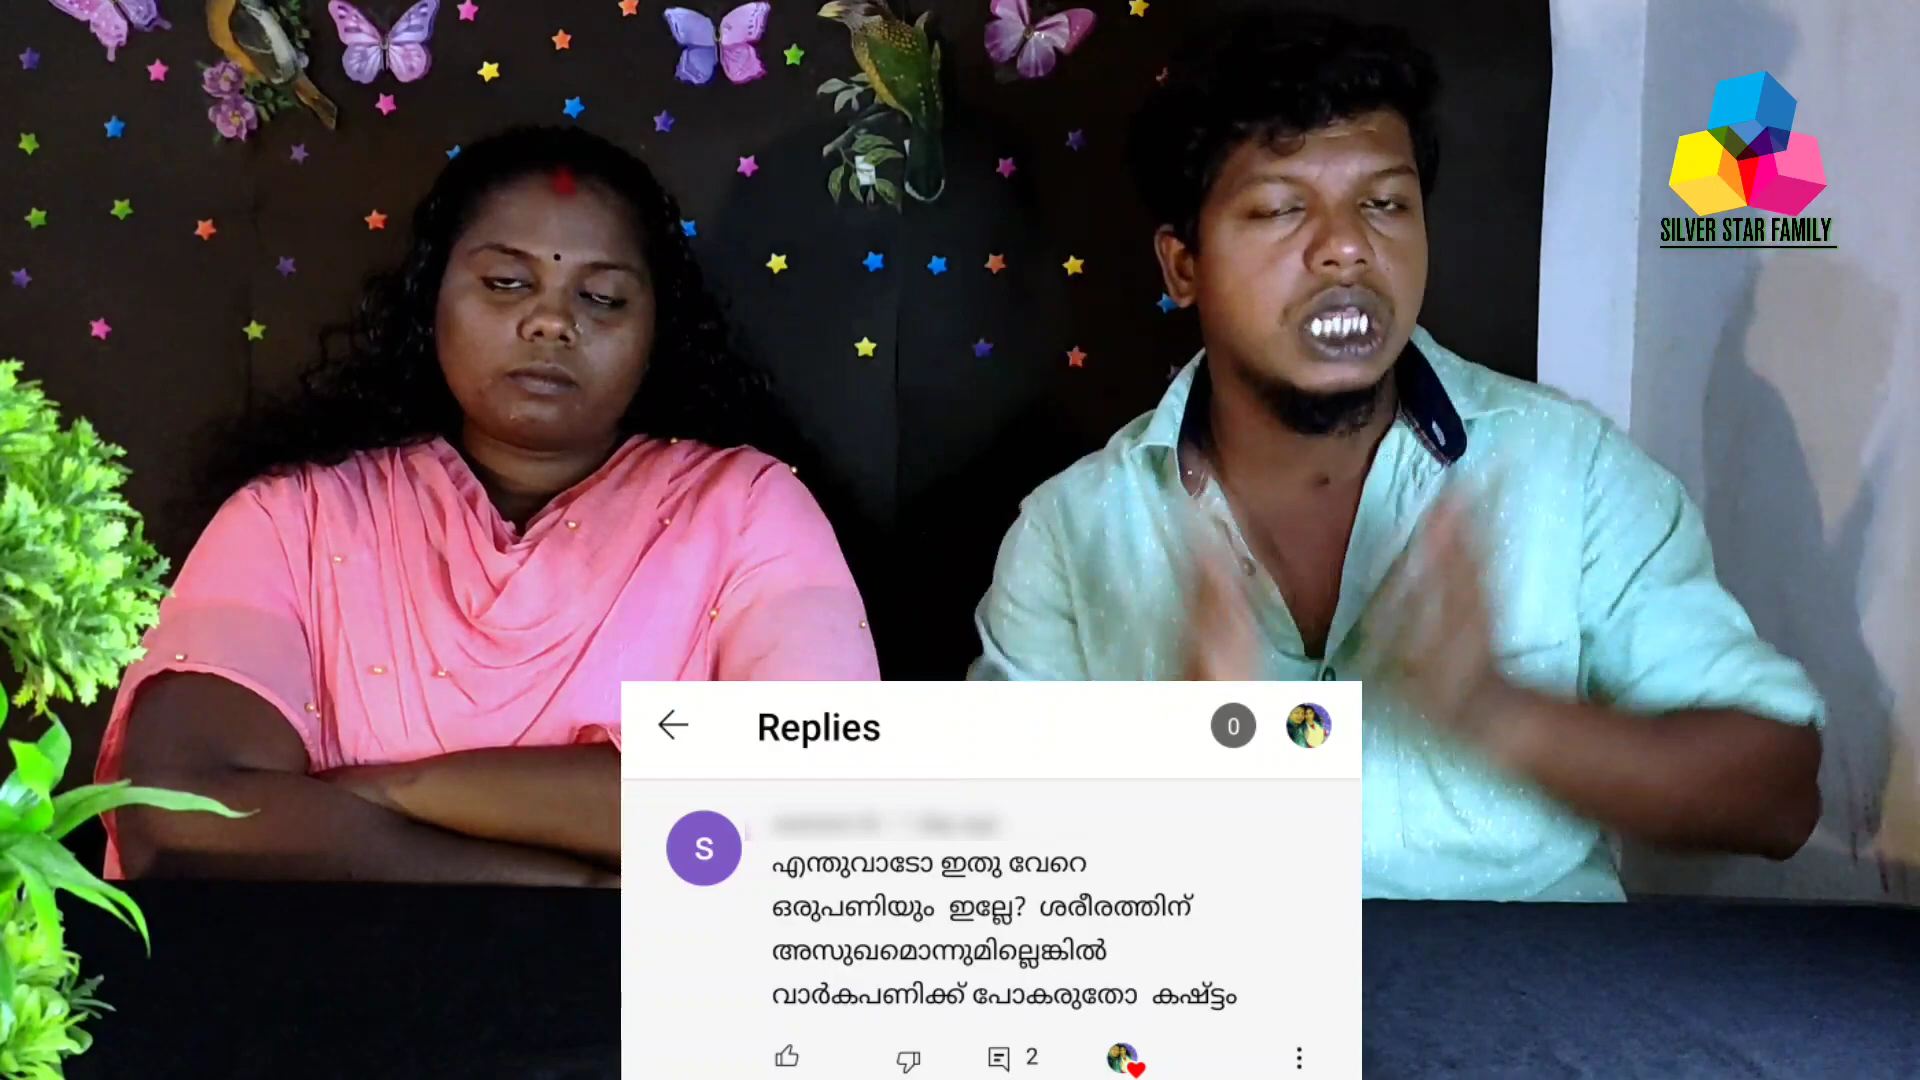 SILVER STAR FAMILY
Replies
0
S
എന്തുവാടോ ഇതു വേറെ
ഒരുപണിയും ഇല്ലേ? ശരീരത്തിന്
അസുഖമൊന്നുമില്ലെങ്കിൽ
വാർകപണിക്ക് പോകരുതോ കഷ്ട്ടം
2